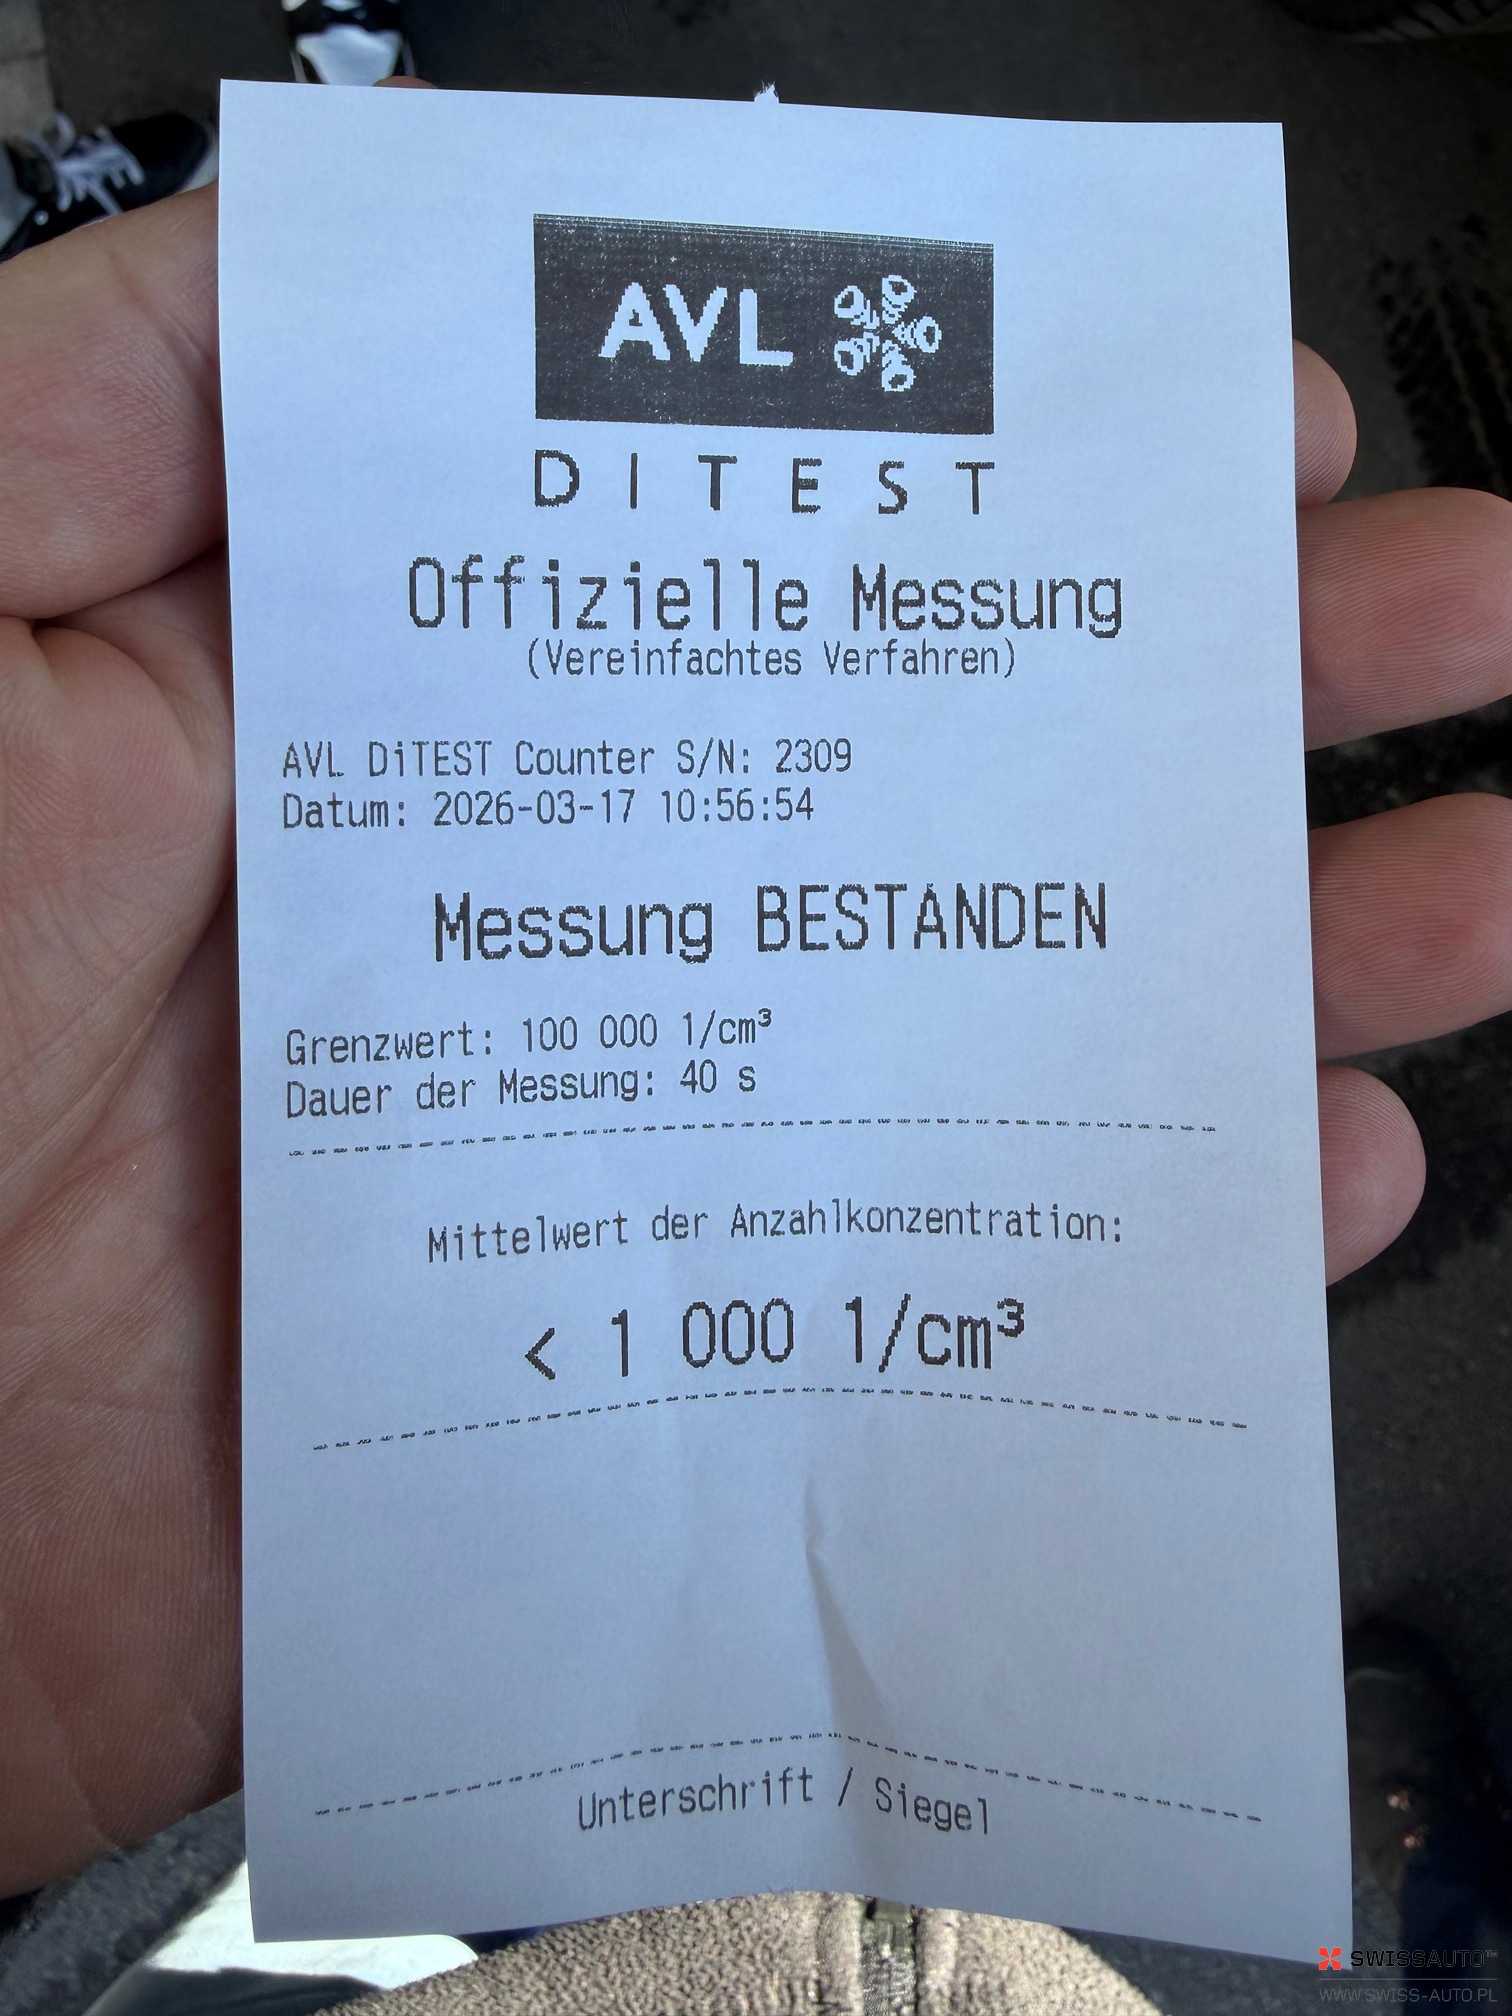 AVL
DITEST
Offizielle Messung
(Vereinfachtes Verfahren)
AVL DiTEST Counter S/N: 2309
Datum: 2026-03-17 10:56:54
Messung BESTANDEN
Grenzwert: 100 000 1/cm³
Dauer der Messung: 40 s
Mittelwert der Anzahlkonzentration:
< 1 000 1/cm³
Unterschrift / Siegel
SWISSAUTO™
WWW.SWISS-AUTO.PL